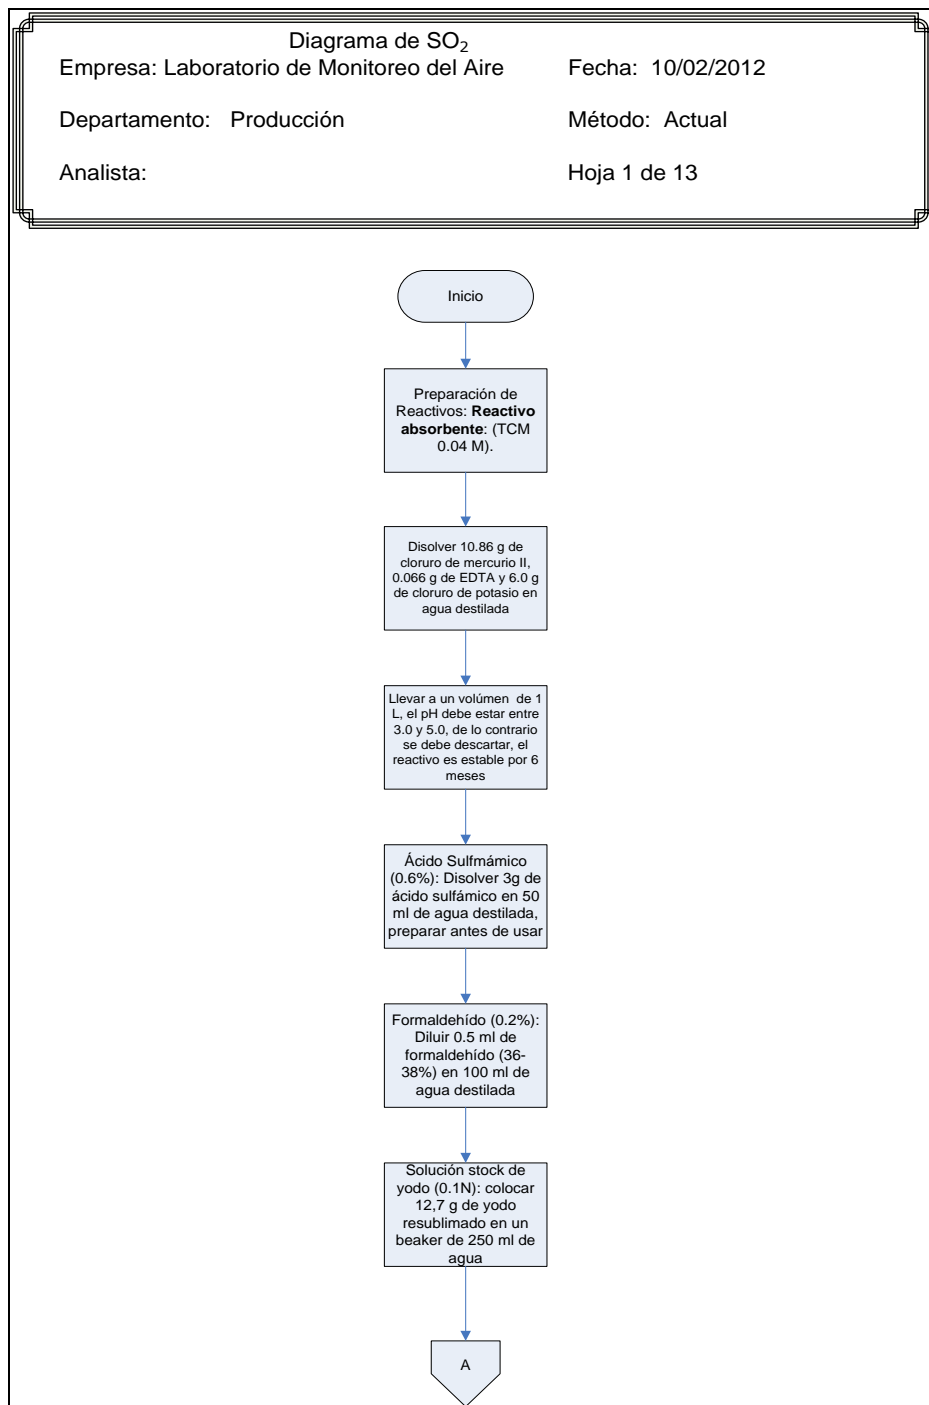 Diagrama de SO₂
Empresa: Laboratorio de Monitoreo del Aire Fecha: 10/02/2012
Departamento: Producción Método: Actual
Analista: Hoja 1 de 13
Inicio
Preparación de
Reactivos: Reactivo
absorbente: (TCM
0.04 M).
Disolver 10.86 g de
cloruro de mercurio II,
0.066 g de EDTA y 6.0 g
de cloruro de potasio en
agua destilada
Llevar a un volúmen de 1
L, el pH debe estar entre
3.0 y 5.0, de lo contrario
se debe descartar, el
reactivo es estable por 6
meses
Ácido Sulfmámico
(0.6%): Disolver 3g de
ácido sulfámico en 50
ml de agua destilada,
preparar antes de usar
Formaldehído (0.2%):
Diluir 0.5 ml de
formaldehído (36-
38%) en 100 ml de
agua destilada
Solución stock de
yodo (0.1N): colocar
12,7 g de yodo
resublimado en un
beaker de 250 ml de
agua
A